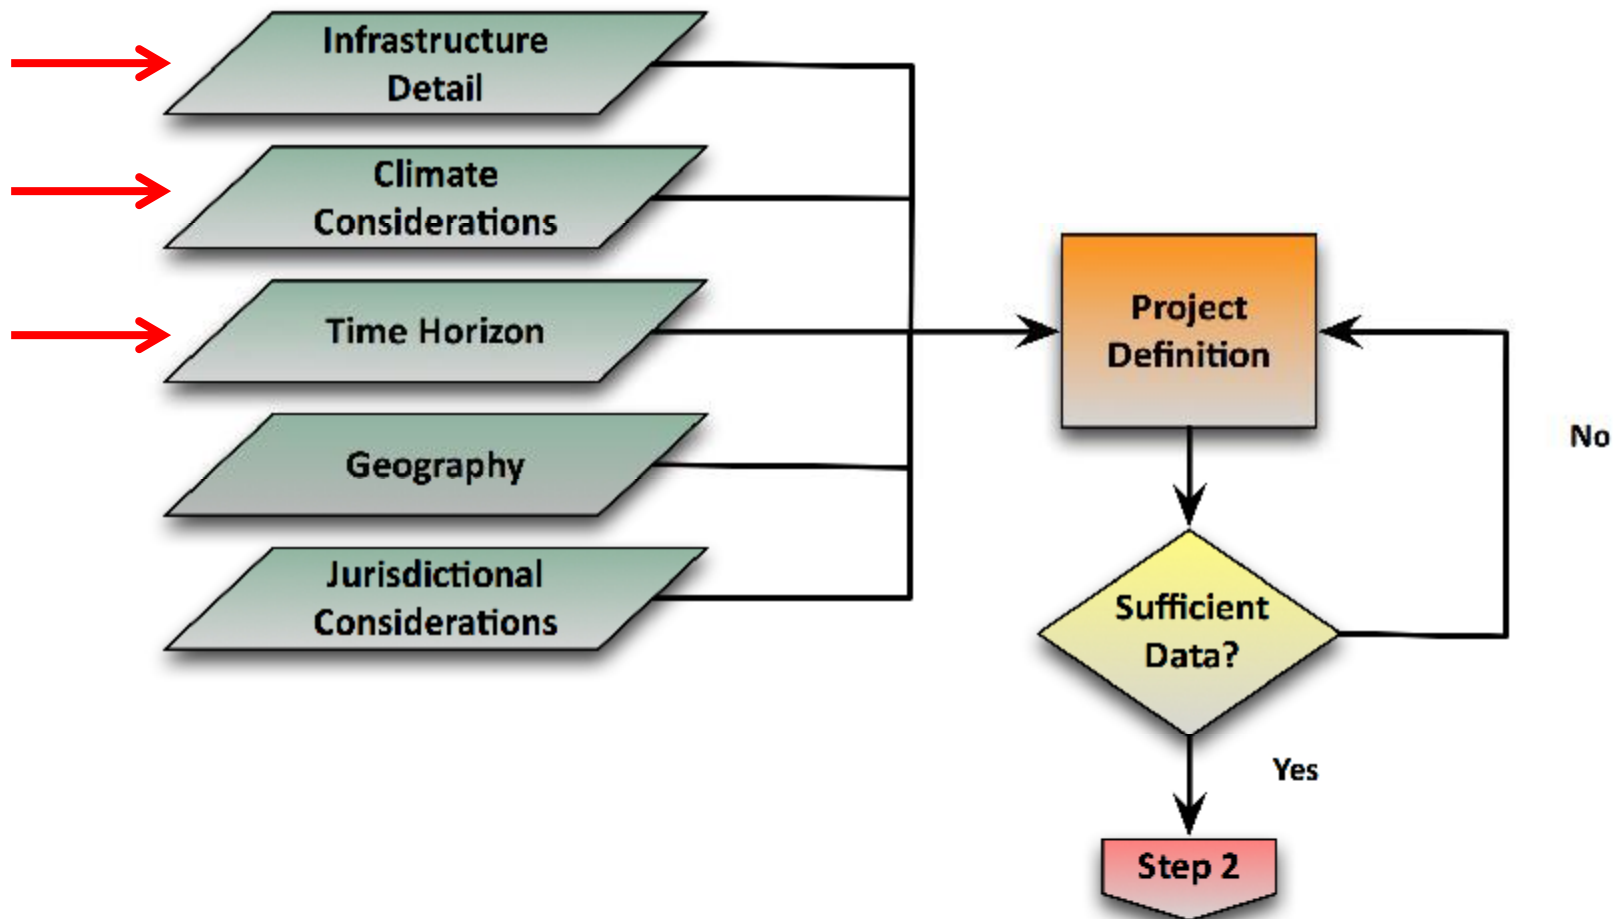 Infrastructure
Detail
Climate
Considerations
Time Horizon
Geography
Jurisdictional
Considerations
Project
Definition
No
Sufficient
Data?
Yes
Step 2